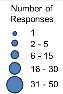 Number of
Responses
1
2 - 5
6 - 15
16 - 30
31 - 50